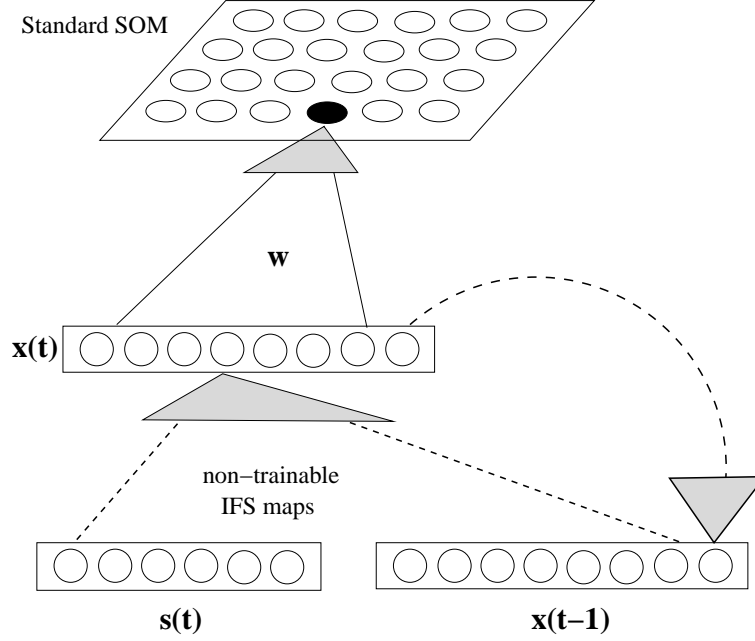 Standard SOM
w
x(t)
non−trainable
IFS maps
s(t)
x(t−1)